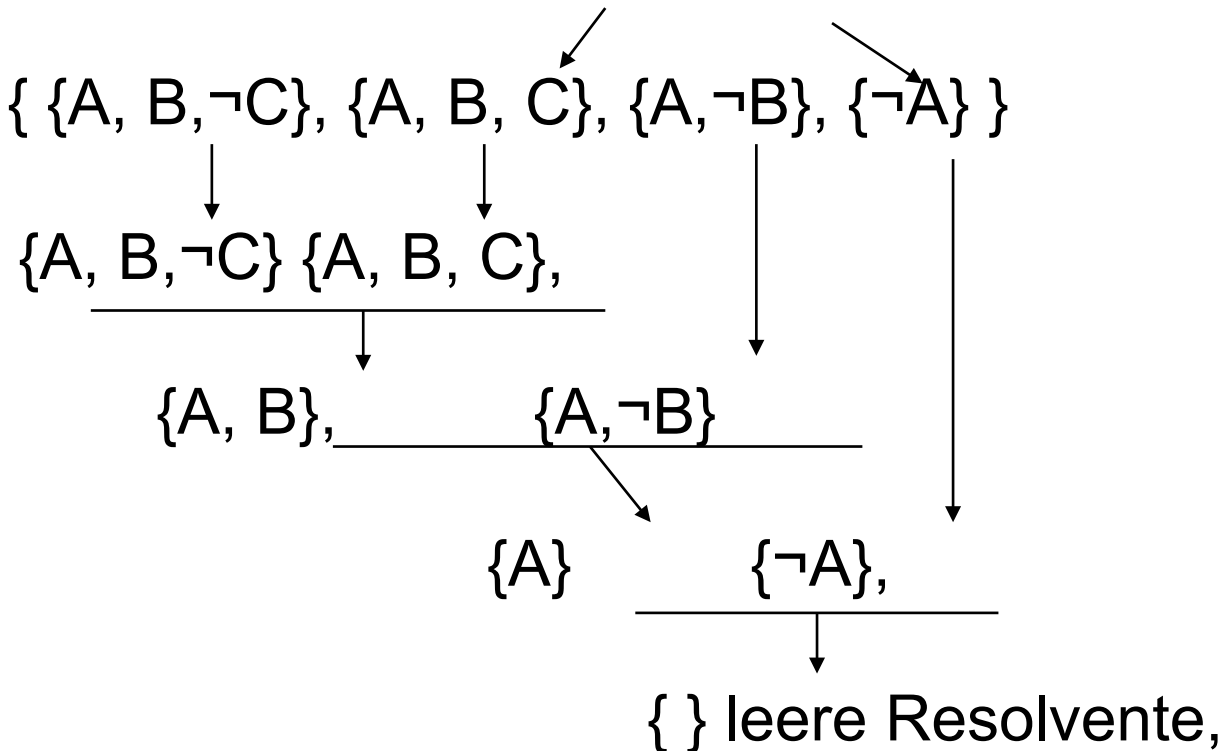 { {A, B,¬C}, {A, B, C}, {A,¬B}, {¬A} }
{A, B,¬C} {A, B, C},
{A, B}, {A,¬B}
{A} {¬A},
{ } leere Resolvente,